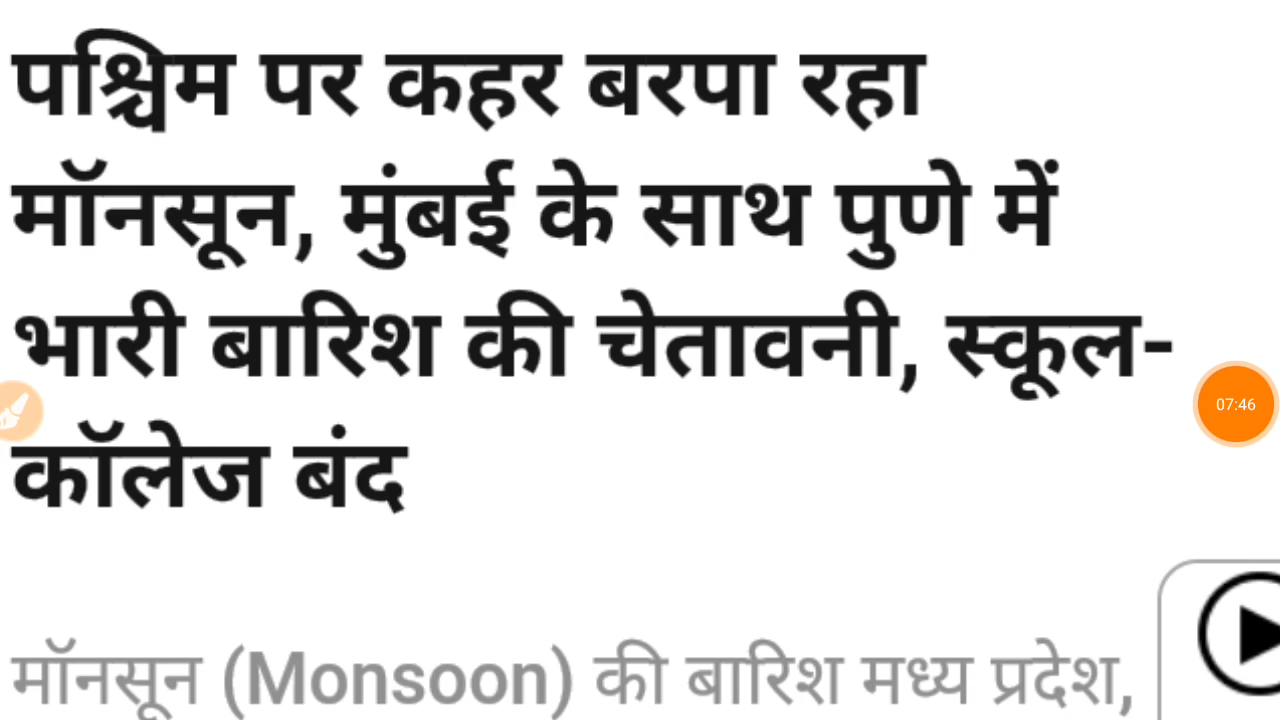 पश्चिम पर कहर बरपा रहा
मॉनसून, मुंबई के साथ पुणे में
भारी बारिश की चेतावनी, स्कूल-
07:46
कॉलेज बंद
मॉनसून (Monsoon) की बारिश मध्य प्रदेश,